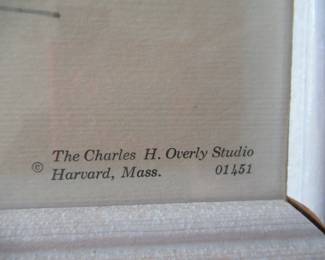 © The Charles H. Overly Studio
Harvard, Mass. 01451